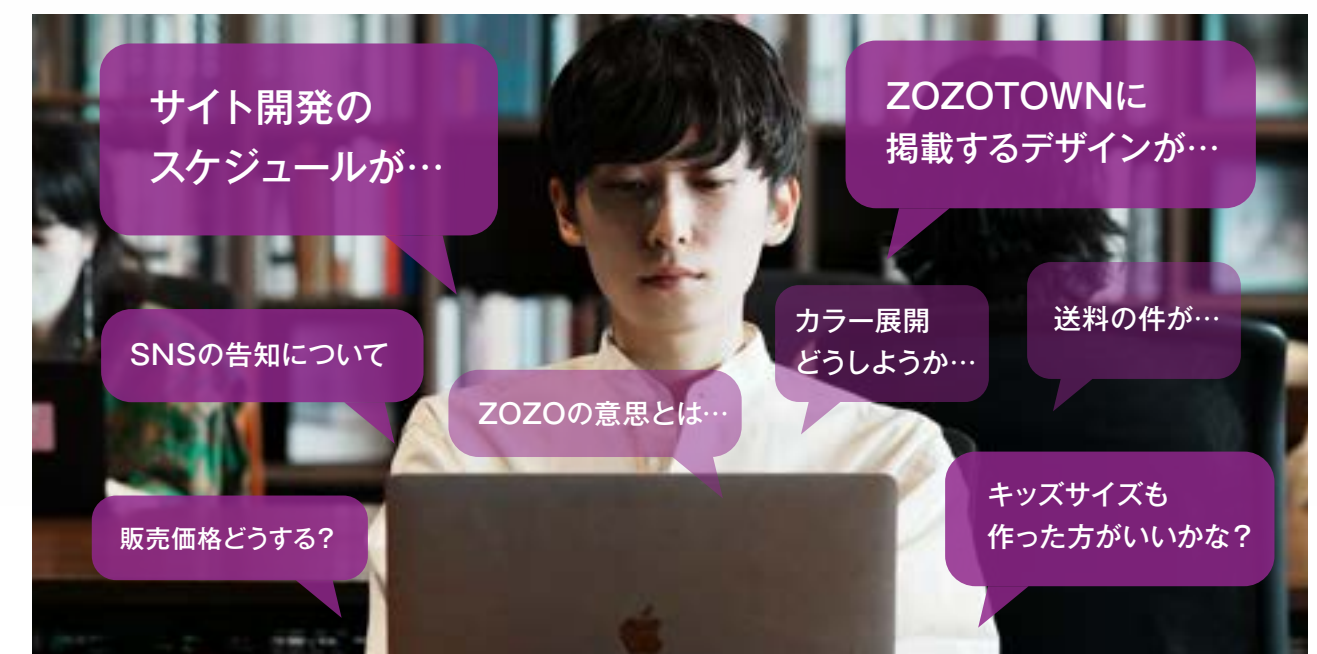 サイト開発の
スケジュールが…
ZOZOTOWNに
掲載するデザインが…
SNSの告知について
ZOZOの意思とは…
カラー展開
どうしようか…
送料の件が…
販売価格どうする?
キッズサイズも
作った方がいいかな?